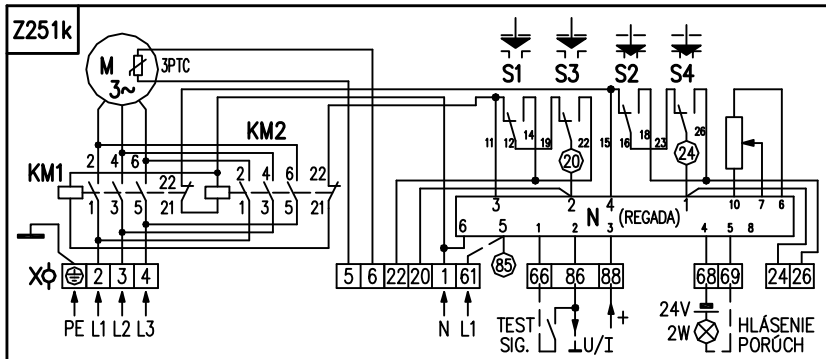 Z251k
M
3~
3PTC
S1 S3 S2 S4
KM2
2 4 6
22
2 4 6 22
KM1
1 3 5
21
1 3 5 21
11 12 14 19 22 15 16 18 23 26
20
24
10 7 6
3 2 4 1
N (REGADA)
6 5 1 2 3 4 5 8
85
X
2 3 4
5 6 22 20 1 61
66 86 88
68 69
24 26
PE L1 L2 L3
N L1
TEST
SIG.
U/I
+
24V
2W
HLÁSENIE
PORÚCH